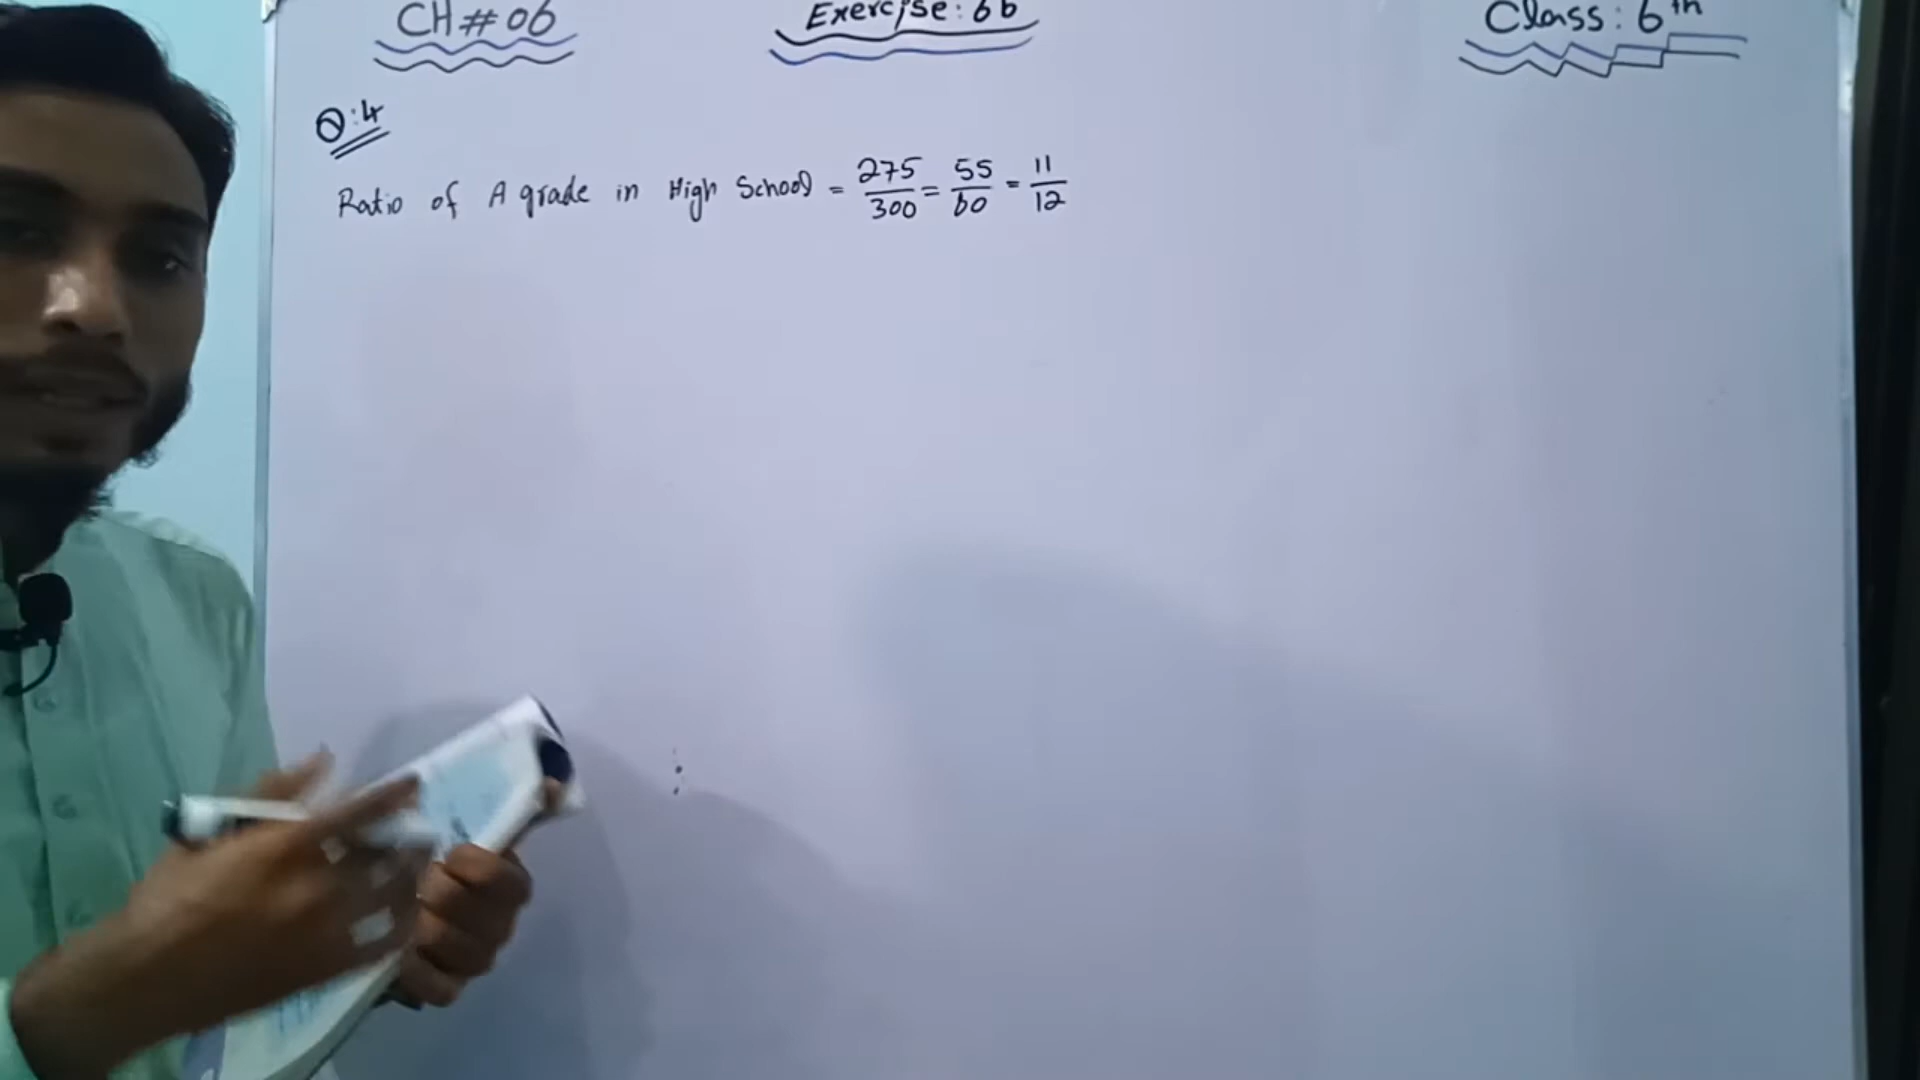 CH # 06
Exercise: 6b
Class: 6th
Q:4
Ratio of A grade in High School = 275/300 = 55/60 = 11/12